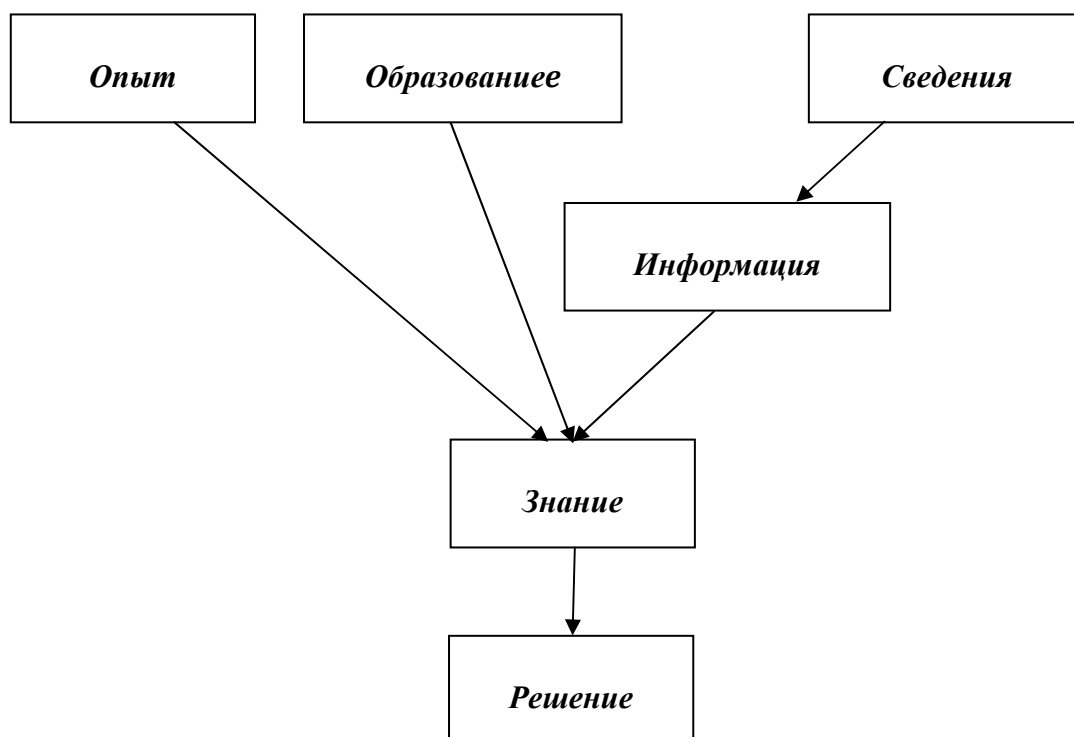 Опыт
Образованиее
Сведения
Информация
Знание
Решение